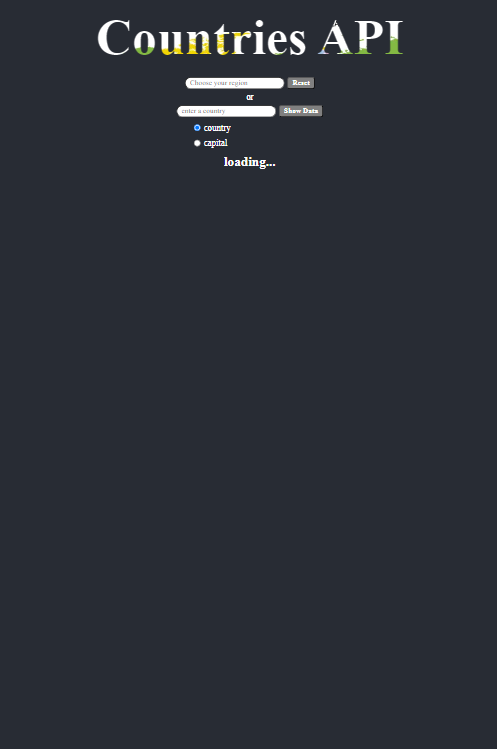 Countries API
Choose your region Reset
or
enter a country Show Data
country
capital
loading...